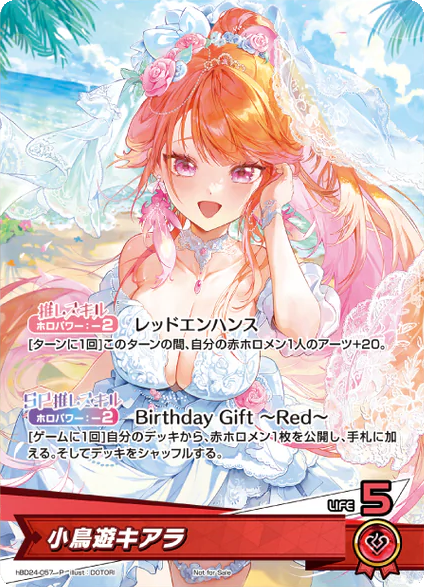 推しスキル
ホロパワー：－2
レッドエンハンス
[ターンに1回]このターンの間、自分の赤ホロメン1人のアーツ+20。
SP推しスキル
ホロパワー：－2
Birthday Gift ～Red～
[ゲームに1回]自分のデッキから、赤ホロメン1枚を公開し、手札に加
える。そしてデッキをシャッフルする。
LIFE 5
小鳥遊キアラ
hBD24-057 P illust：DOTORI Not for Sale